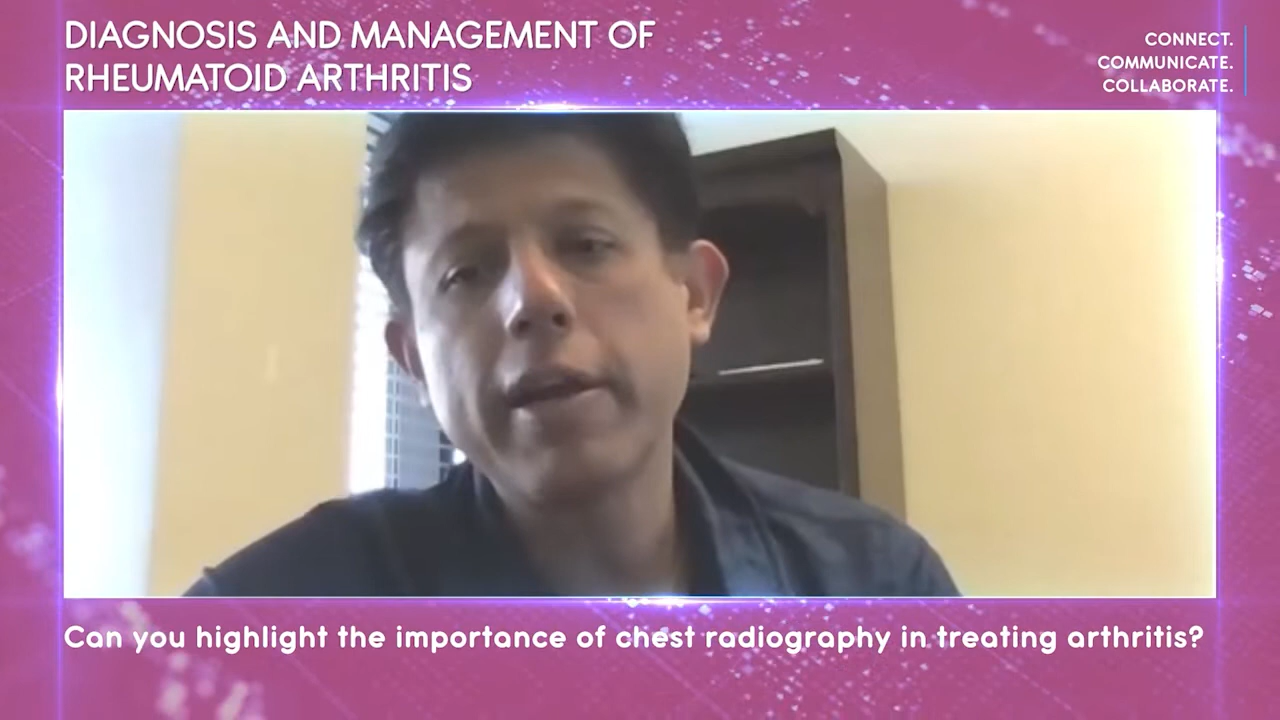 DIAGNOSIS AND MANAGEMENT OF
RHEUMATOID ARTHRITIS
CONNECT.
COMMUNICATE.
COLLABORATE.
Can you highlight the importance of chest radiography in treating arthritis?